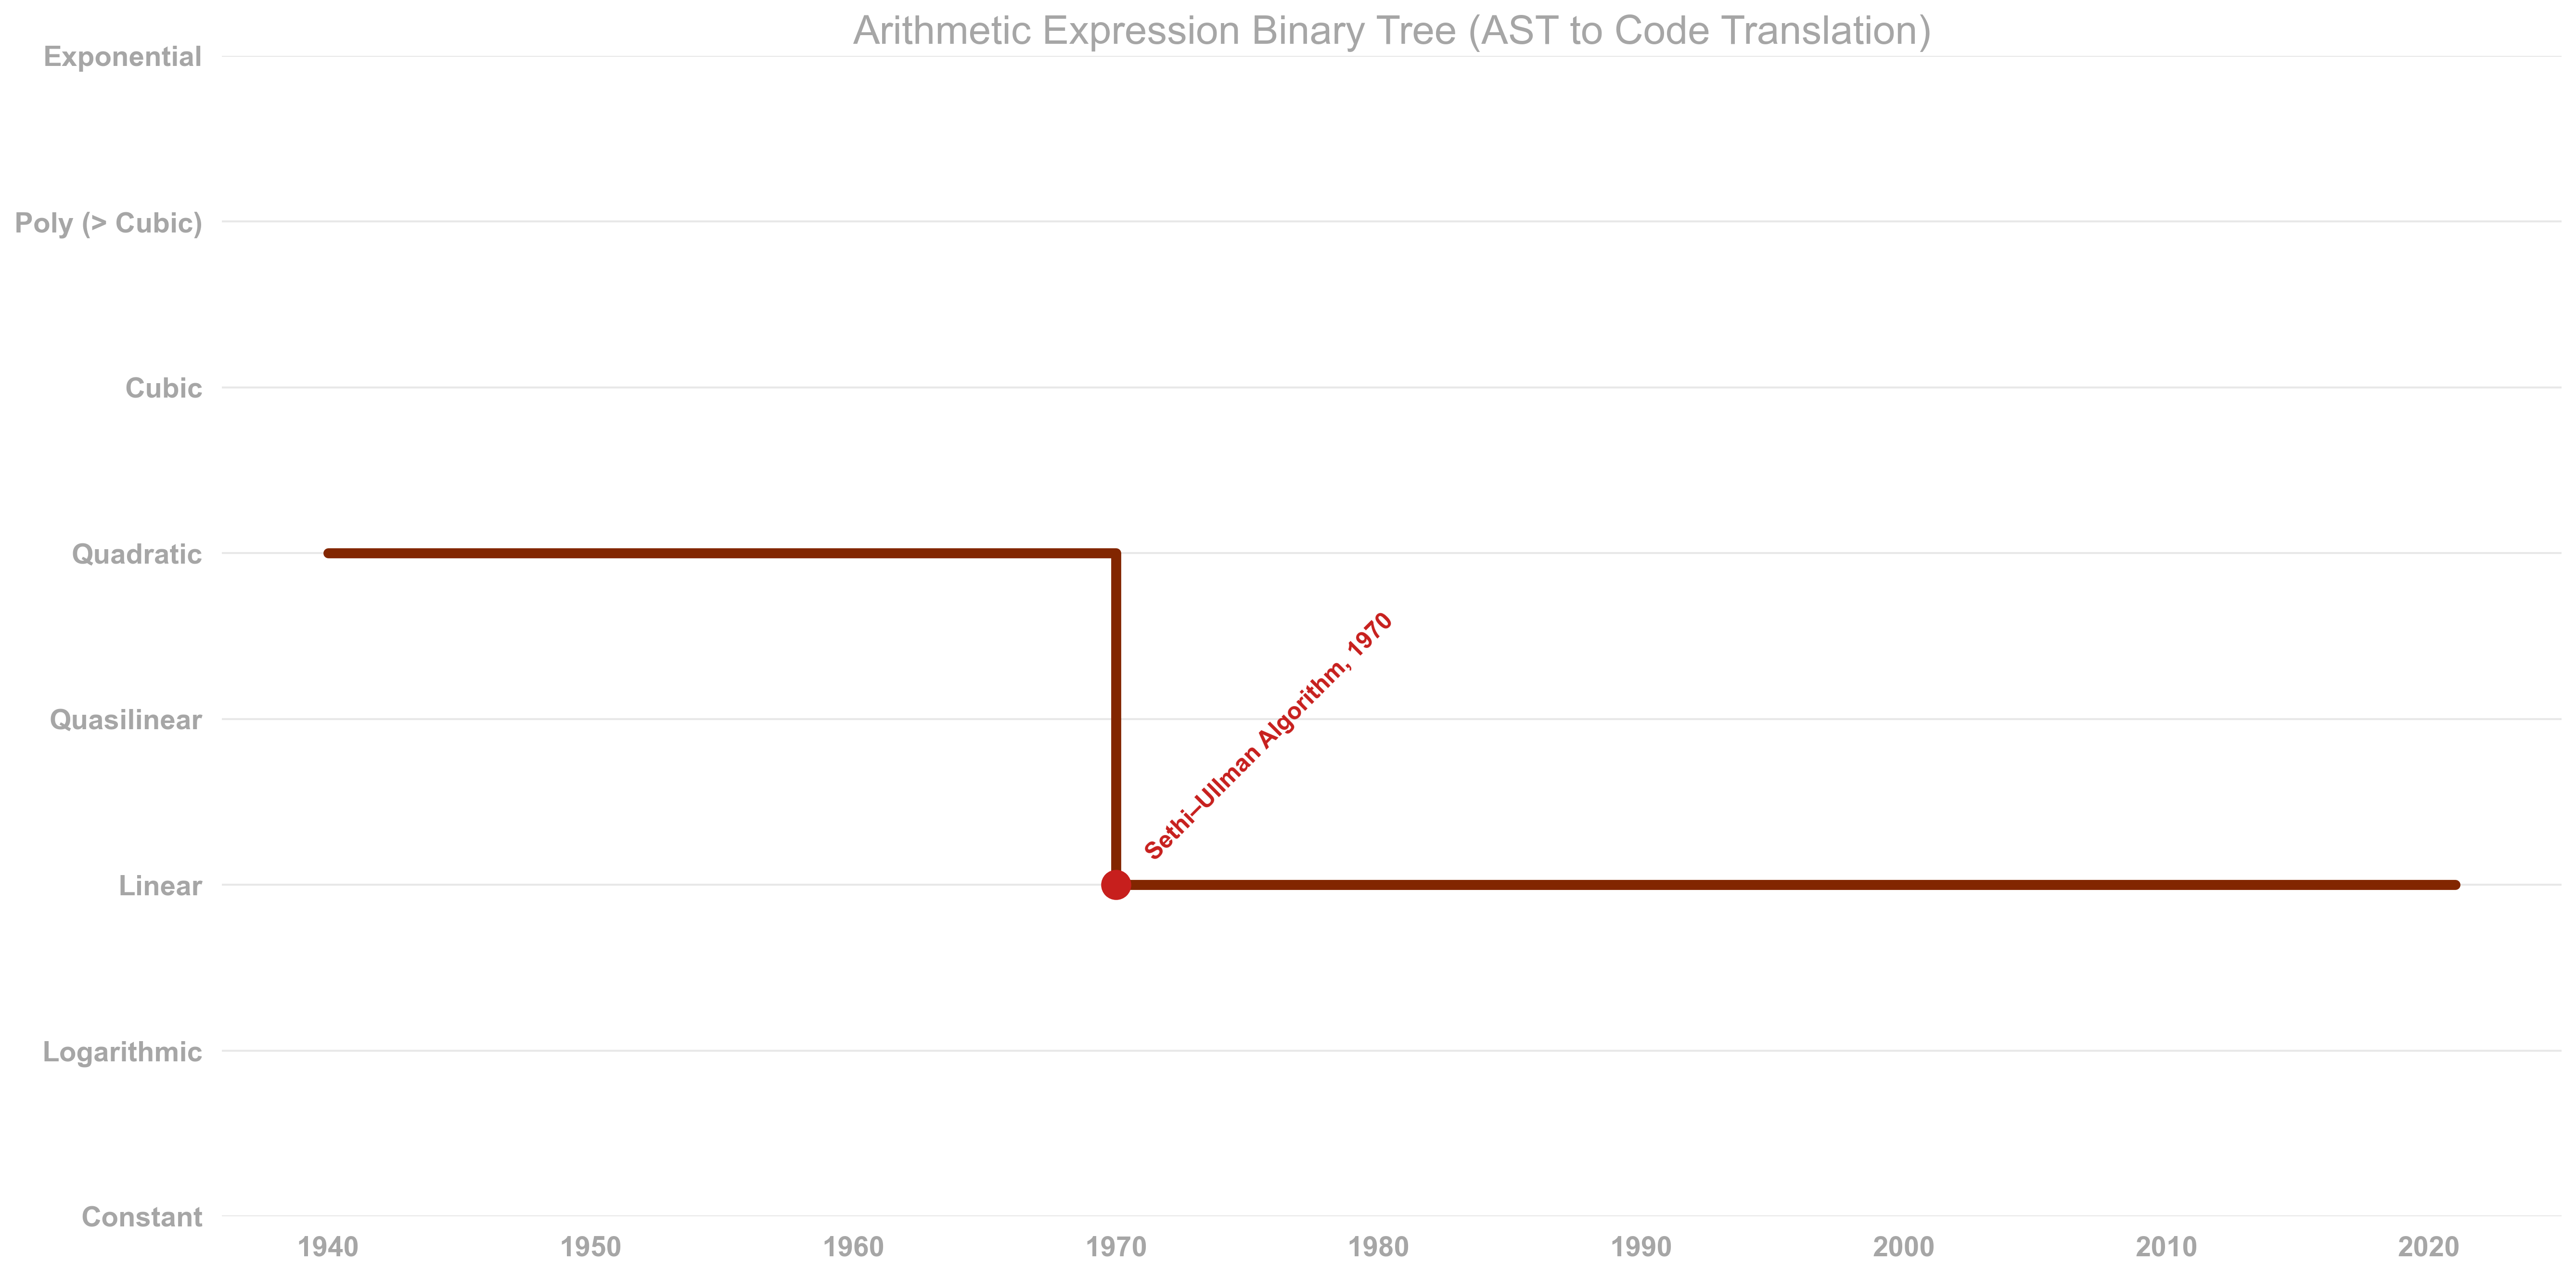 Arithmetic Expression Binary Tree (AST to Code Translation)
Exponential
Poly (> Cubic)
Cubic
Quadratic
Quasilinear
Linear
Logarithmic
Constant
Sethi–Ullman Algorithm, 1970
1940 1950 1960 1970 1980 1990 2000 2010 2020